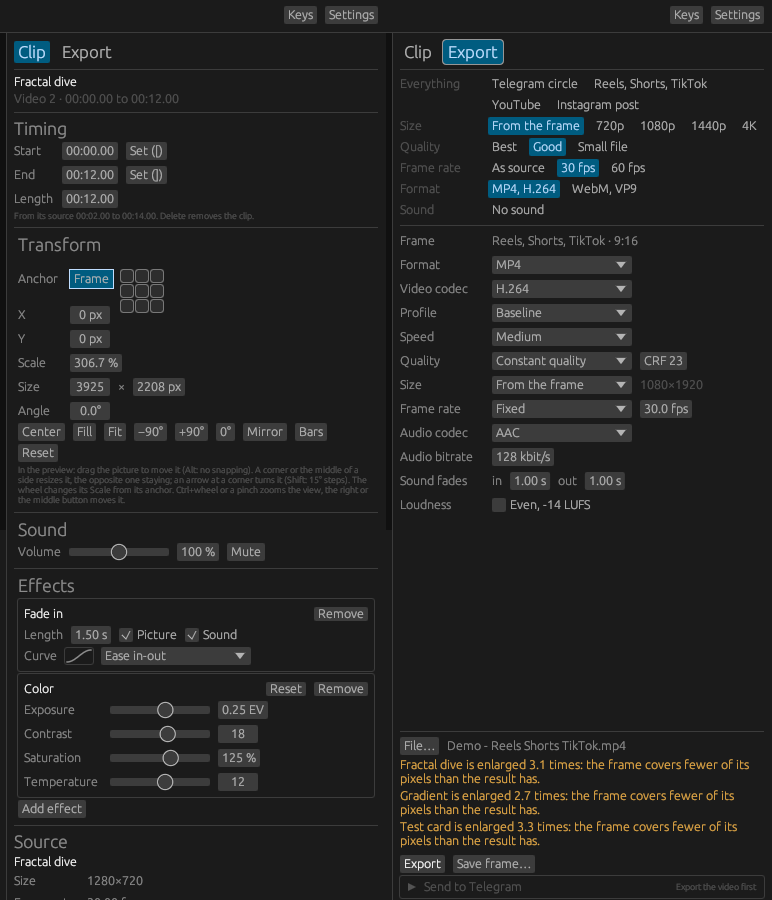 Keys Settings
Clip Export
Fractal dive
Video 2 · 00:00.00 to 00:12.00
Timing
Start 00:00.00 Set ([)
End 00:12.00 Set (])
Length 00:12.00
From its source 00:02.00 to 00:14.00. Delete removes the clip.
Transform
Anchor Frame
X 0 px
Y 0 px
Scale 306.7 %
Size 3925 × 2208 px
Angle 0.0°
Center Fill Fit −90° +90° 0° Mirror Bars
Reset
In the preview: drag the picture to move it (Alt: no snapping). A corner or the middle of a
side resizes it, the opposite one staying; an arrow at a corner turns it (Shift: 15° steps). The
wheel changes its Scale from its anchor. Ctrl+wheel or a pinch zooms the view, the right or
the middle button moves it.
Sound
Volume 100 % Mute
Effects
Fade in Remove
Length 1.50 s Picture Sound
Curve Ease in-out
Color Reset Remove
Exposure 0.25 EV
Contrast 18
Saturation 125 %
Temperature 12
Add effect
Source
Fractal dive
Size 1280×720
Keys Settings
Clip Export
Everything Telegram circle Reels, Shorts, TikTok
YouTube Instagram post
Size From the frame 720p 1080p 1440p 4K
Quality Best Good Small file
Frame rate As source 30 fps 60 fps
Format MP4, H.264 WebM, VP9
Sound No sound
Frame Reels, Shorts, TikTok · 9:16
Format MP4
Video codec H.264
Profile Baseline
Speed Medium
Quality Constant quality CRF 23
Size From the frame 1080×1920
Frame rate Fixed 30.0 fps
Audio codec AAC
Audio bitrate 128 kbit/s
Sound fades in 1.00 s out 1.00 s
Loudness Even, -14 LUFS
File... Demo - Reels Shorts TikTok.mp4
Fractal dive is enlarged 3.1 times: the frame covers fewer of its
pixels than the result has.
Gradient is enlarged 2.7 times: the frame covers fewer of its
pixels than the result has.
Test card is enlarged 3.3 times: the frame covers fewer of its
pixels than the result has.
Export Save frame...
Send to Telegram Export the video first